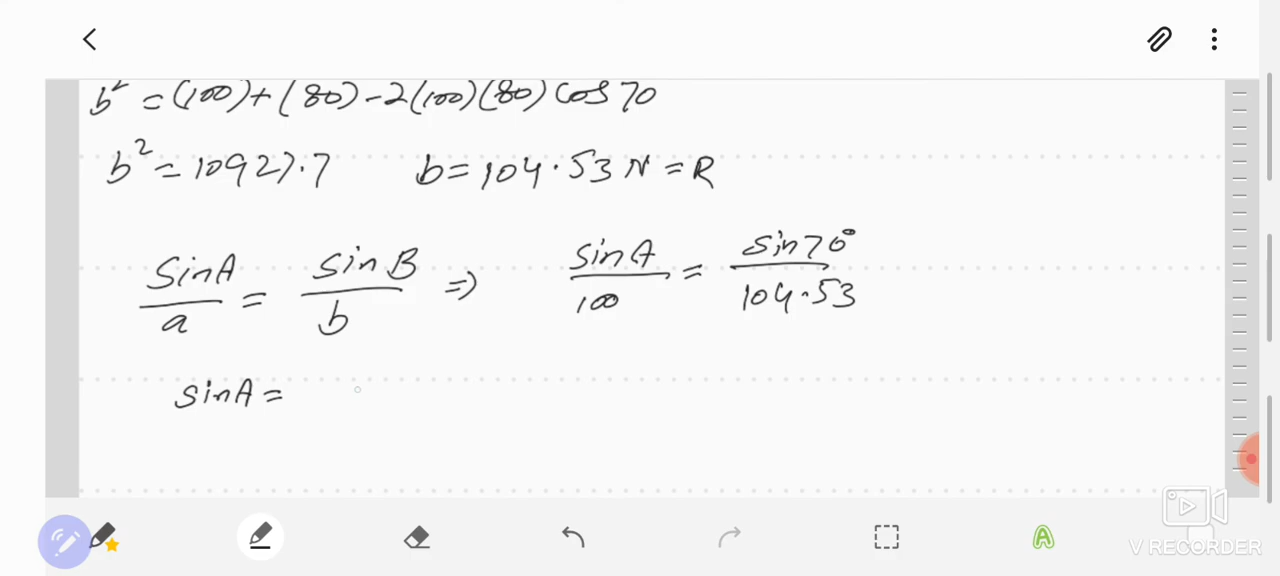 b² = (100) + (80) - 2(100)(80) Cos 70
b² = 10927.7 b = 104.53 N = R
SinA/a = sinB/b ⇒ sinA/100 = sin70°/104.53
sinA =
A
V RECORDER